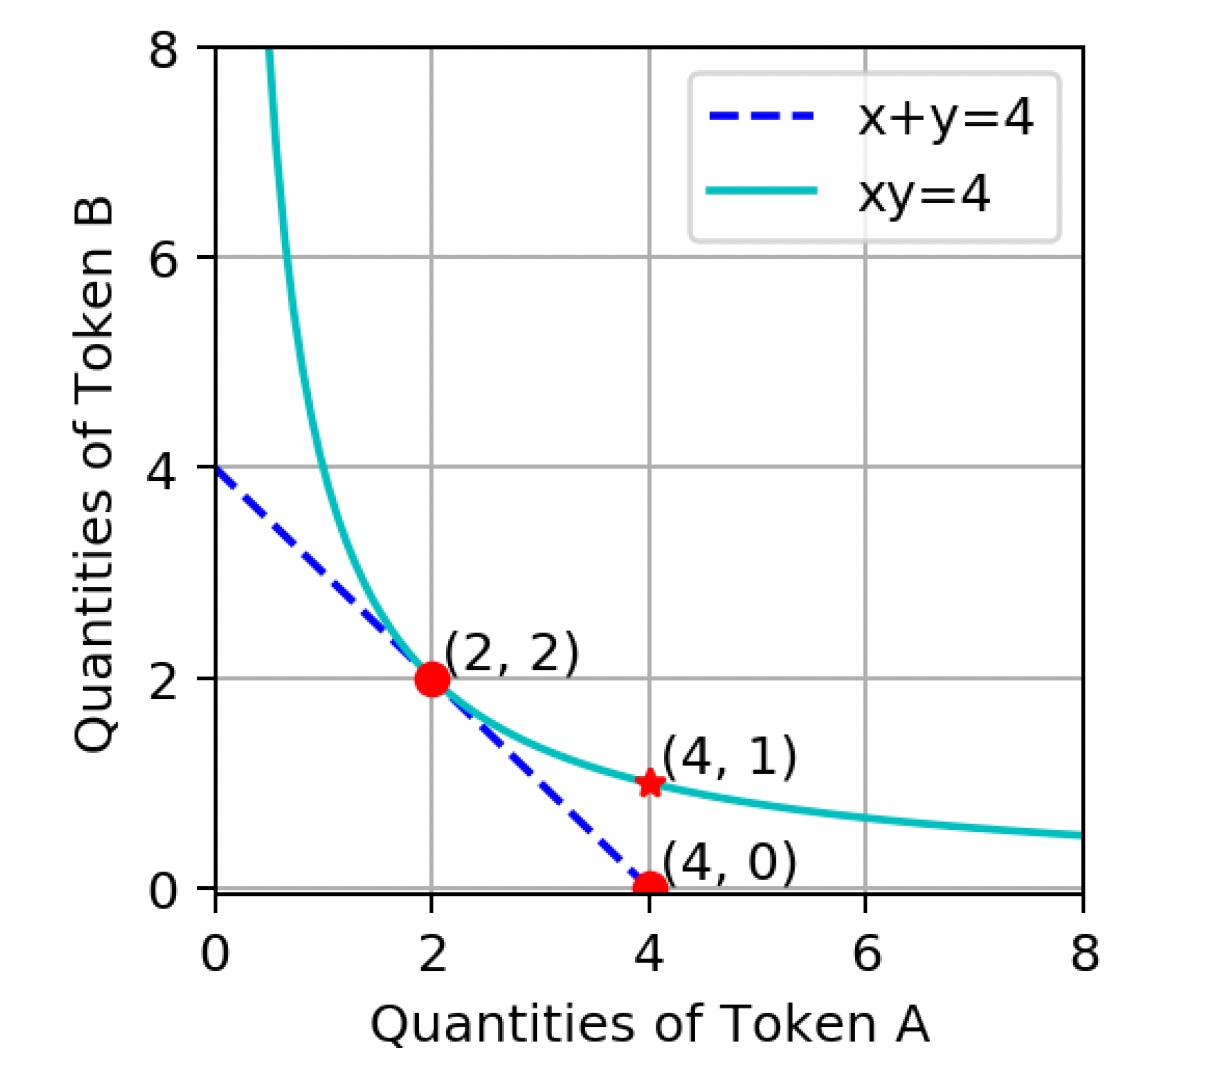 8
x+y=4
xy=4
6
Quantities of Token B
4
(2, 2)
2
(4, 1)
(4, 0)
0
0 2 4 6 8
Quantities of Token A